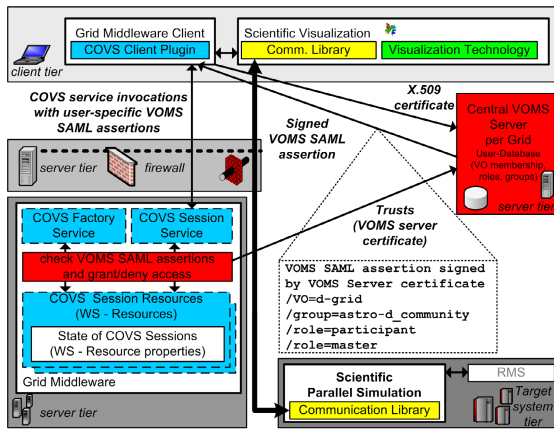 Grid Middleware Client
COVS Client Plugin
Scientific Visualization
Comm. Library
Visualization Technology
client tier
COVS service invocations
with user-specific VOMS
SAML assertions
Signed
VOMS SAML
assertion
X.509
certificate
Central VOMS
Server
per Grid
User-Database
(VO membership,
roles, groups)
server tier
server tier
firewall
COVS Factory
Service
COVS Session
Service
check VOMS SAML assertions
and grant/deny access
COVS Session Resources
(WS - Resources)
State of COVS Sessions
(WS - Resource properties)
Grid Middleware
server tier
Trusts
(VOMS server
certificate)
VOMS SAML assertion signed
by VOMS Server certificate
/VO=d-grid
/group=astro-d_community
/role=participant
/role=master
Scientific
Parallel Simulation
Communication Library
RMS
Target
system
tier